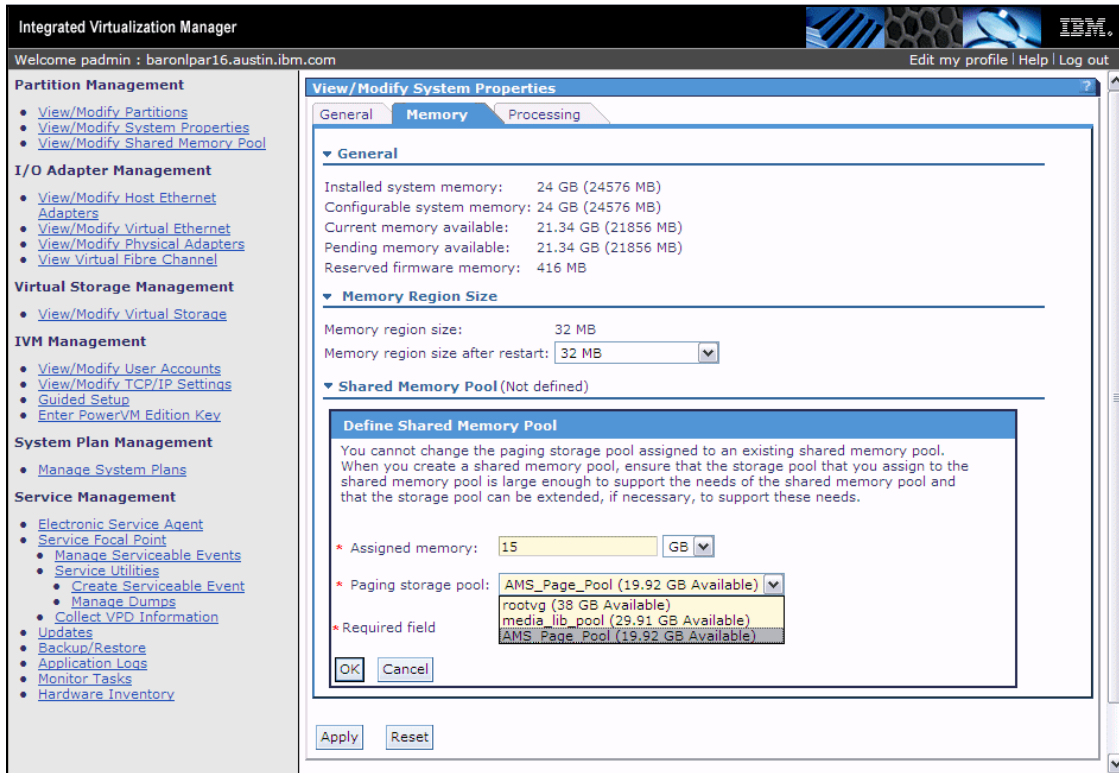 Integrated Virtualization Manager
IBM.
Welcome padmin : baronlpar16.austin.ibm.com
Edit my profile | Help | Log out
Partition Management
View/Modify Partitions
View/Modify System Properties
View/Modify Shared Memory Pool
I/O Adapter Management
View/Modify Host Ethernet
Adapters
View/Modify Virtual Ethernet
View/Modify Physical Adapters
View Virtual Fibre Channel
Virtual Storage Management
View/Modify Virtual Storage
IVM Management
View/Modify User Accounts
View/Modify TCP/IP Settings
Guided Setup
Enter PowerVM Edition Key
System Plan Management
Manage System Plans
Service Management
Electronic Service Agent
Service Focal Point
Manage Serviceable Events
Service Utilities
Create Serviceable Event
Manage Dumps
Collect VPD Information
Updates
Backup/Restore
Application Logs
Monitor Tasks
Hardware Inventory
View/Modify System Properties
?
General Memory Processing
General
Installed system memory: 24 GB (24576 MB)
Configurable system memory: 24 GB (24576 MB)
Current memory available: 21.34 GB (21856 MB)
Pending memory available: 21.34 GB (21856 MB)
Reserved firmware memory: 416 MB
Memory Region Size
Memory region size: 32 MB
Memory region size after restart: 32 MB
Shared Memory Pool (Not defined)
Define Shared Memory Pool
You cannot change the paging storage pool assigned to an existing shared memory pool.
When you create a shared memory pool, ensure that the storage pool that you assign to the
shared memory pool is large enough to support the needs of the shared memory pool and
that the storage pool can be extended, if necessary, to support these needs.
* Assigned memory: 15 GB
* Paging storage pool: AMS_Page_Pool (19.92 GB Available)
rootvg (38 GB Available)
media_lib_pool (29.91 GB Available)
AMS_Page_Pool (19.92 GB Available)
* Required field
OK Cancel
Apply Reset